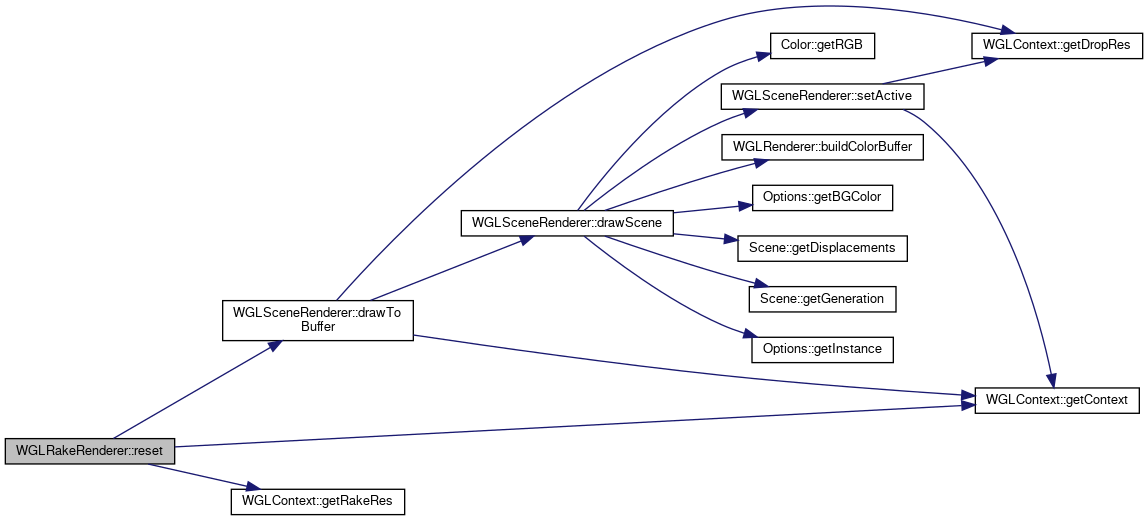 Color::getRGB
WGLContext::getDropRes
WGLSceneRenderer::setActive
WGLRenderer::buildColorBuffer
Options::getBGColor
WGLSceneRenderer::drawScene
Scene::getDisplacements
Scene::getGeneration
WGLSceneRenderer::drawTo
Buffer
Options::getInstance
WGLContext::getContext
WGLRakeRenderer::reset
WGLContext::getRakeRes